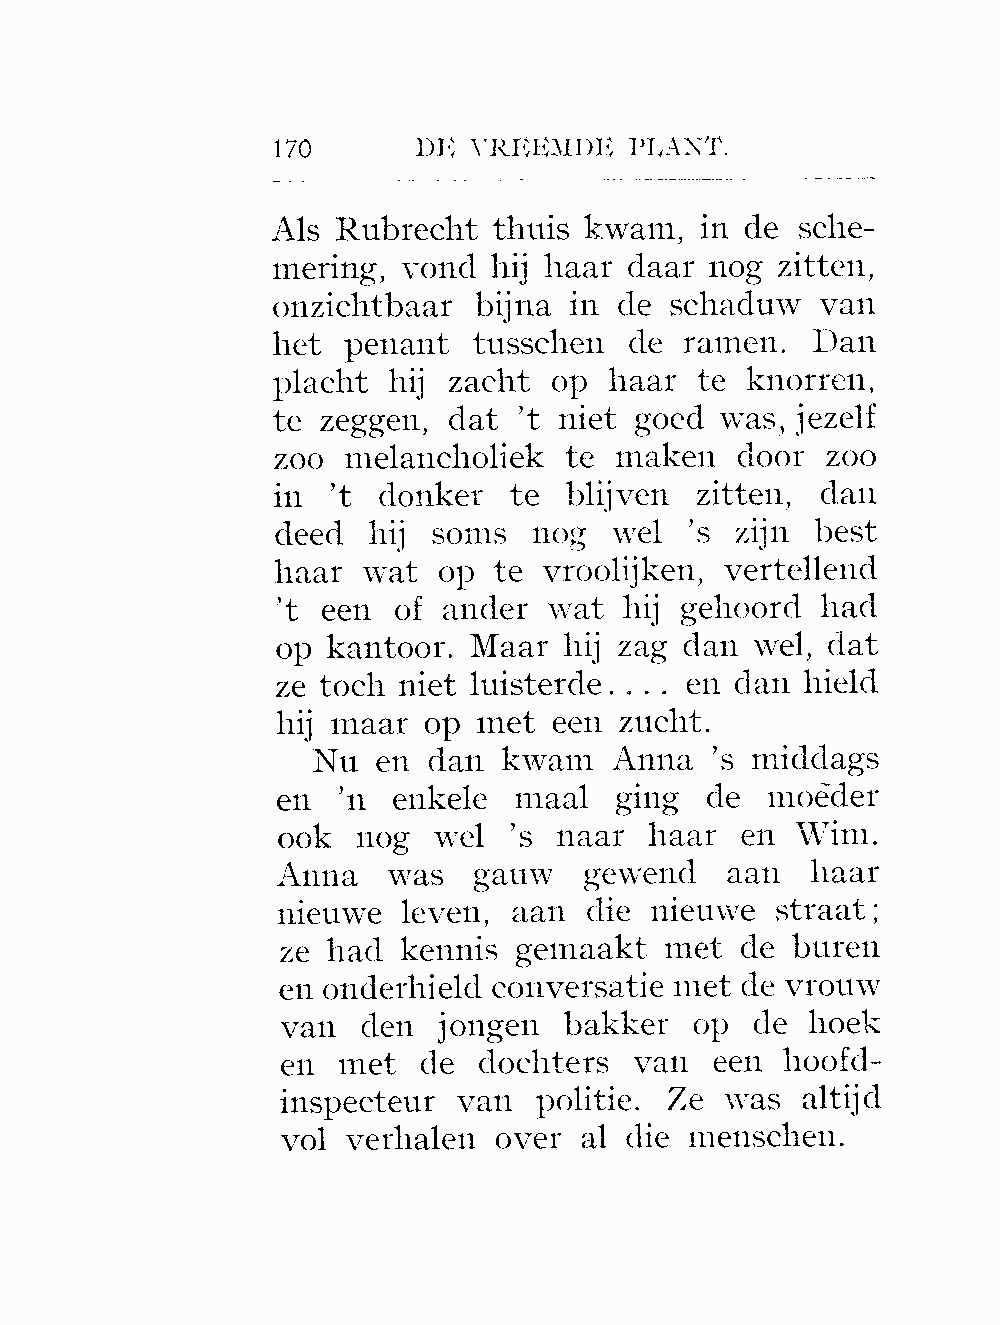 170 DE VREEMDE PLANT.
Als Rubrecht thuis kwam, in de sche-
mering, vond hij haar daar nog zitten,
onzichtbaar bijna in de schaduw van
het penant tusschen de ramen. Dan
placht hij zacht op haar te knorren,
te zeggen, dat 't niet goed was, jezelf
zoo melancholiek te maken door zoo
in 't donker te blijven zitten, dan
deed hij soms nog wel 's zijn best
haar wat op te vroolijken, vertellend
't een of ander wat hij gehoord had
op kantoor. Maar hij zag dan wel, dat
ze toch niet luisterde.... en dan hield
hij maar op met een zucht.
Nu en dan kwam Anna 's middags
en 'n enkele maal ging de moeder
ook nog wel 's naar haar en Wim.
Anna was gauw gewend aan haar
nieuwe leven, aan die nieuwe straat;
ze had kennis gemaakt met de buren
en onderhield conversatie met de vrouw
van den jongen bakker op de hoek
en met de dochters van een hoofd-
inspecteur van politie. Ze was altijd
vol verhalen over al die menschen.